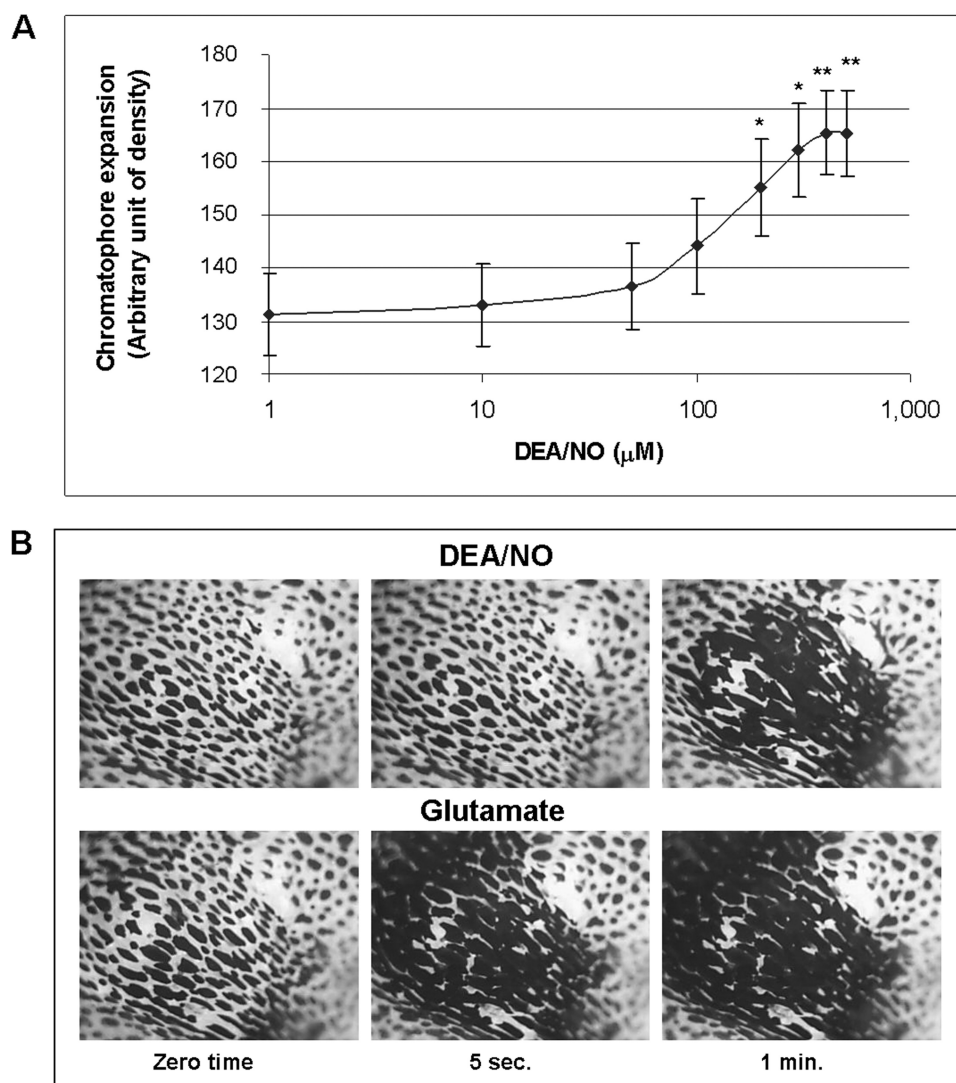 A
Chromatophore expansion
(Arbitrary unit of density)
180
170
160
150
140
130
120
*
*
**
**
1
10
100
1,000
DEA/NO (μM)
B
DEA/NO
Glutamate
Zero time
5 sec.
1 min.